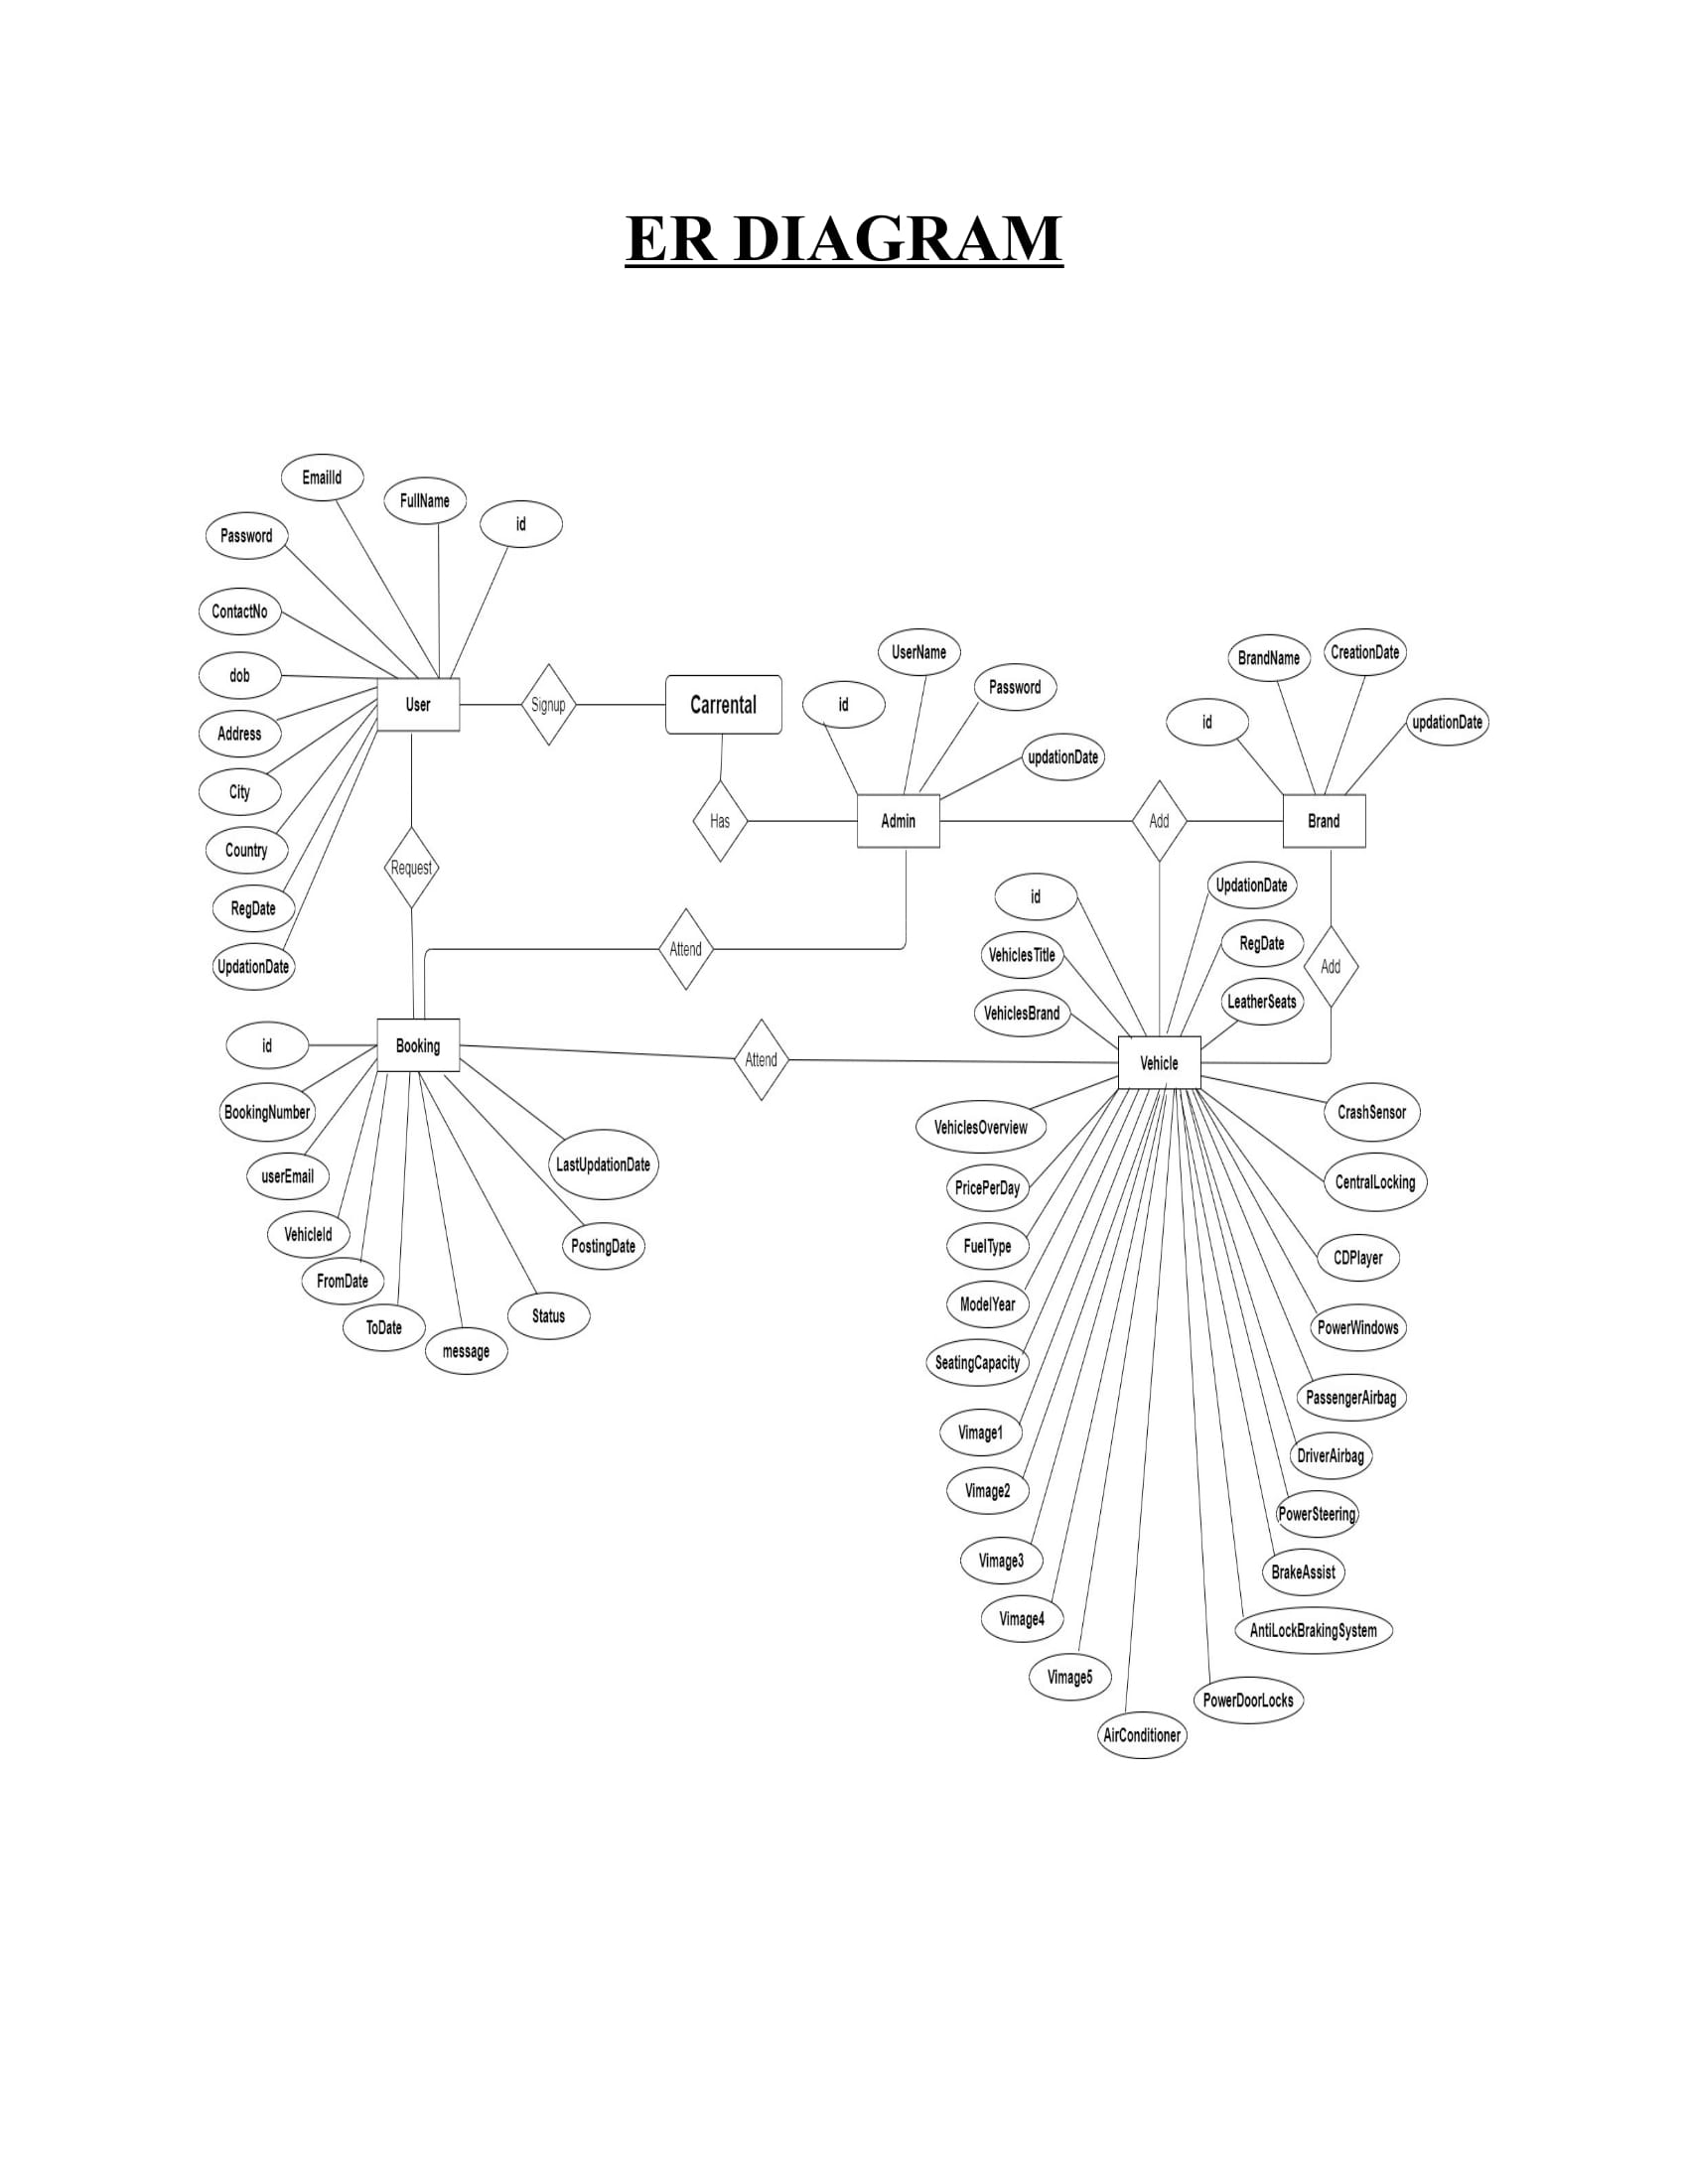 ER DIAGRAM
EmailId
FullName
id
Password
ContactNo
dob
Address
City
Country
RegDate
UpdationDate
User
Signup
Carrental
Has
Request
Attend
id
UserName
Password
updationDate
Admin
Add
id
BrandName
CreationDate
updationDate
Brand
Add
Booking
id
BookingNumber
userEmail
VehicleId
FromDate
ToDate
message
Status
PostingDate
LastUpdationDate
Attend
id
VehiclesTitle
VehiclesBrand
UpdationDate
RegDate
LeatherSeats
Vehicle
VehiclesOverview
PricePerDay
FuelType
ModelYear
SeatingCapacity
Vimage1
Vimage2
Vimage3
Vimage4
Vimage5
AirConditioner
PowerDoorLocks
AntiLockBrakingSystem
BrakeAssist
PowerSteering
DriverAirbag
PassengerAirbag
PowerWindows
CDPlayer
CentralLocking
CrashSensor